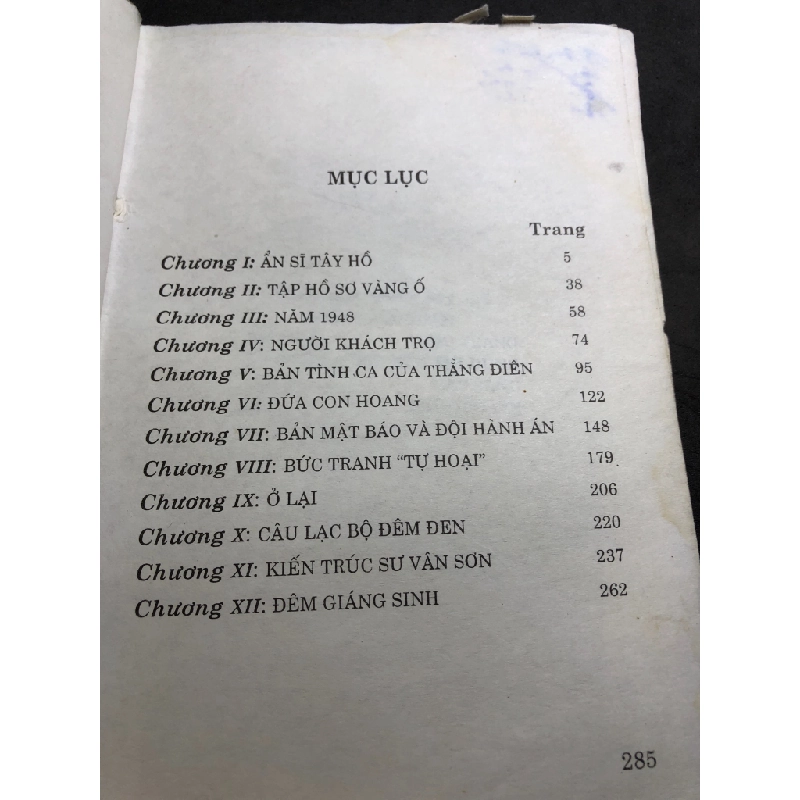 MỤC LỤC
Trang
Chương I: ẨN SĨ TÂY HỒ 5
Chương II: TẬP HỒ SƠ VÀNG Ố 38
Chương III: NĂM 1948 58
Chương IV: NGƯỜI KHÁCH TRỌ 74
Chương V: BẢN TÌNH CA CỦA THẰNG ĐIÊN 95
Chương VI: ĐỨA CON HOANG 122
Chương VII: BẢN MẬT BÁO VÀ ĐỘI HÀNH ÁN 148
Chương VIII: BỨC TRANH “TỰ HOẠI” 179
Chương IX: Ở LẠI 206
Chương X: CÂU LẠC BỘ ĐÊM ĐEN 220
Chương XI: KIẾN TRÚC SƯ VÂN SƠN 237
Chương XII: ĐÊM GIÁNG SINH 262
285